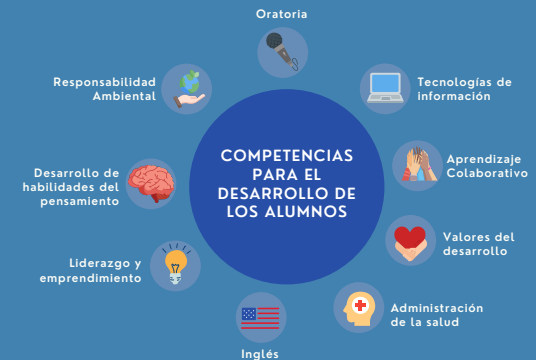 Oratoria
Responsabilidad
Ambiental
Tecnologías de
información
COMPETENCIAS
PARA EL
DESARROLLO DE
LOS ALUMNOS
Aprendizaje
Colaborativo
Desarrollo de
habilidades del
pensamiento
Valores del
desarrollo
Liderazgo y
emprendimiento
Administración
de la salud
Inglés